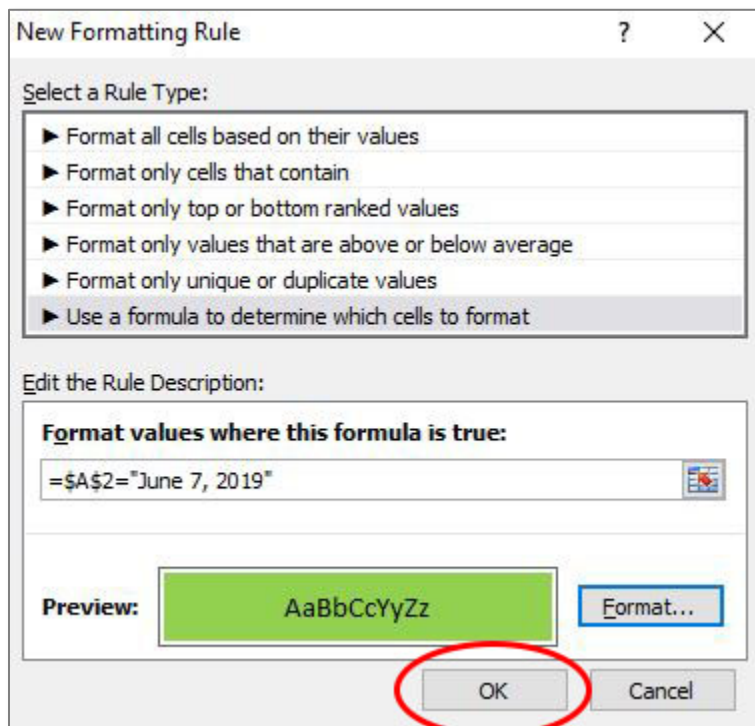 New Formatting Rule ? X
Select a Rule Type:
► Format all cells based on their values
► Format only cells that contain
► Format only top or bottom ranked values
► Format only values that are above or below average
► Format only unique or duplicate values
► Use a formula to determine which cells to format
Edit the Rule Description:
Format values where this formula is true:
=$A$2="June 7, 2019"
Preview: AaBbCcYyZz Format...
OK Cancel